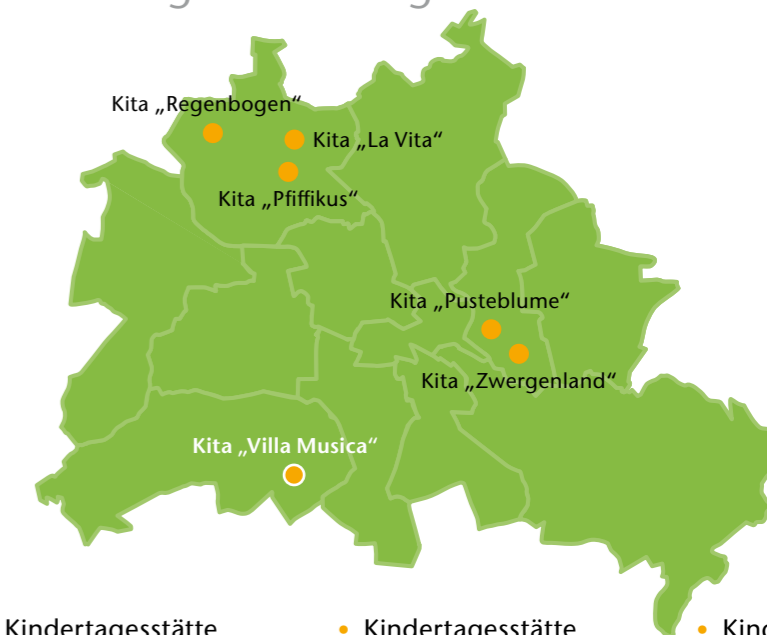 Kita „Regenbogen“
Kita „La Vita“
Kita „Pfiffikus“
Kita „Pusteblume“
Kita „Zwergenland“
Kita „Villa Musica“
Kindertagesstätte
• Kindertagesstätte
•